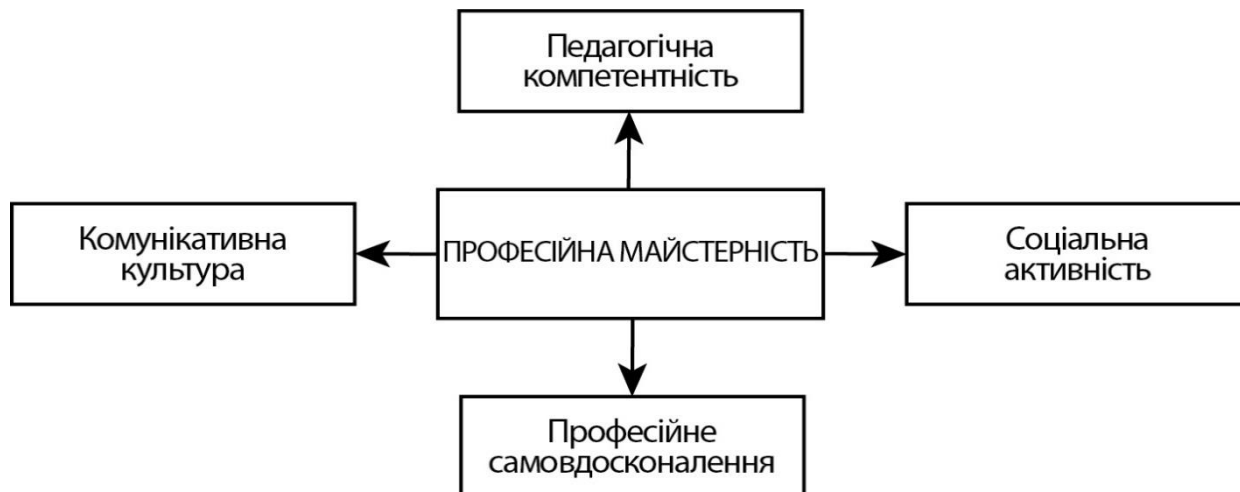 Педагогічна
компетентність
Комунікативна
культура
ПРОФЕСІЙНА МАЙСТЕРНІСТЬ
Соціальна
активність
Професійне
самовдосконалення